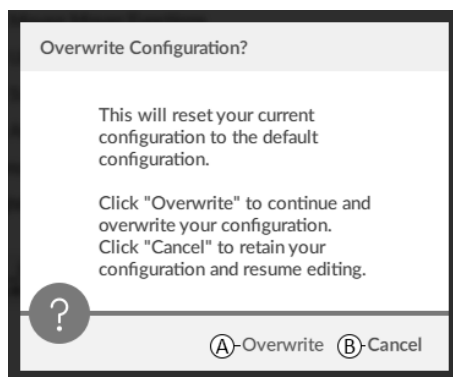 Overwrite Configuration?
This will reset your current
configuration to the default
configuration.
Click "Overwrite" to continue and
overwrite your configuration.
Click "Cancel" to retain your
configuration and resume editing.
?
Ⓐ-Overwrite Ⓑ-Cancel